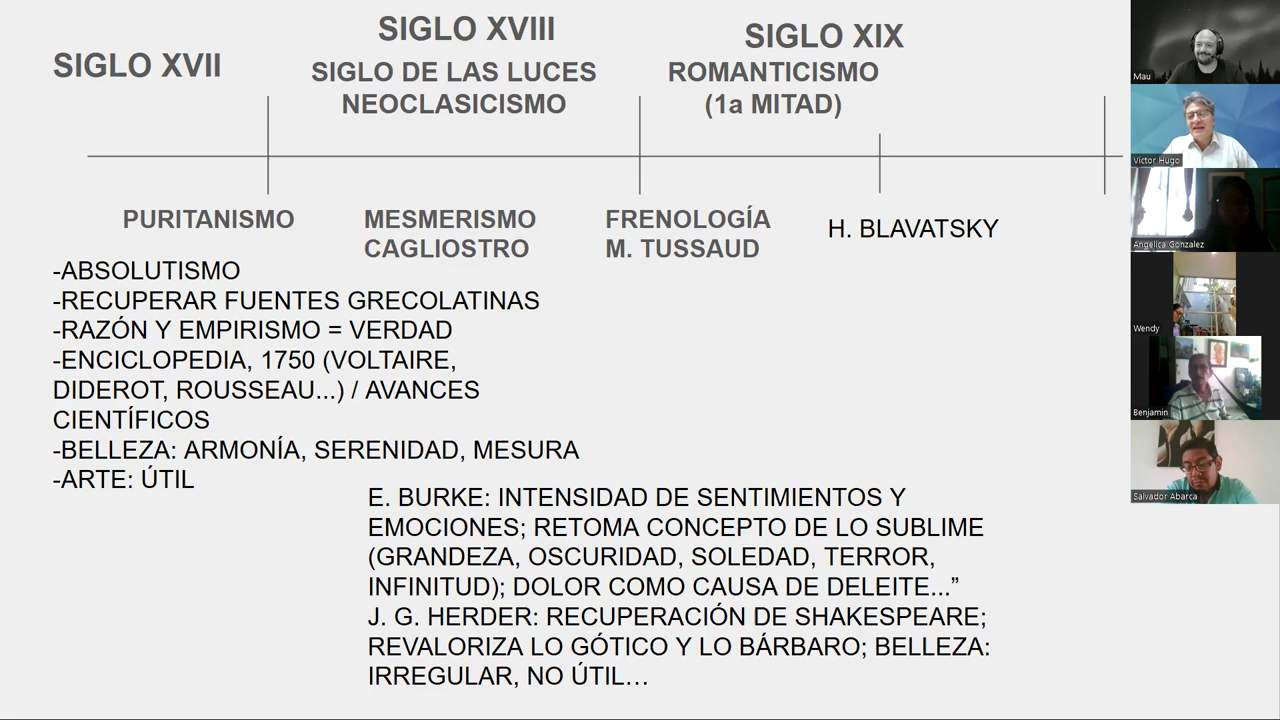 SIGLO XVII
SIGLO XVIII
SIGLO DE LAS LUCES
NEOCLASICISMO
SIGLO XIX
ROMANTICISMO
(1a MITAD)
PURITANISMO
MESMERISMO
CAGLIOSTRO
FRENOLOGÍA
M. TUSSAUD
H. BLAVATSKY
-ABSOLUTISMO
-RECUPERAR FUENTES GRECOLATINAS
-RAZÓN Y EMPIRISMO = VERDAD
-ENCICLOPEDIA, 1750 (VOLTAIRE,
DIDEROT, ROUSSEAU...) / AVANCES
CIENTÍFICOS
-BELLEZA: ARMONÍA, SERENIDAD, MESURA
-ARTE: ÚTIL
E. BURKE: INTENSIDAD DE SENTIMIENTOS Y
EMOCIONES; RETOMA CONCEPTO DE LO SUBLIME
(GRANDEZA, OSCURIDAD, SOLEDAD, TERROR,
INFINITUD); DOLOR COMO CAUSA DE DELEITE...”
J. G. HERDER: RECUPERACIÓN DE SHAKESPEARE;
REVALORIZA LO GÓTICO Y LO BÁRBARO; BELLEZA:
IRREGULAR, NO ÚTIL…
Mau
Victor Hugo
Angelica Gonzalez
Wendy
Benjamin
Salvador Abarca